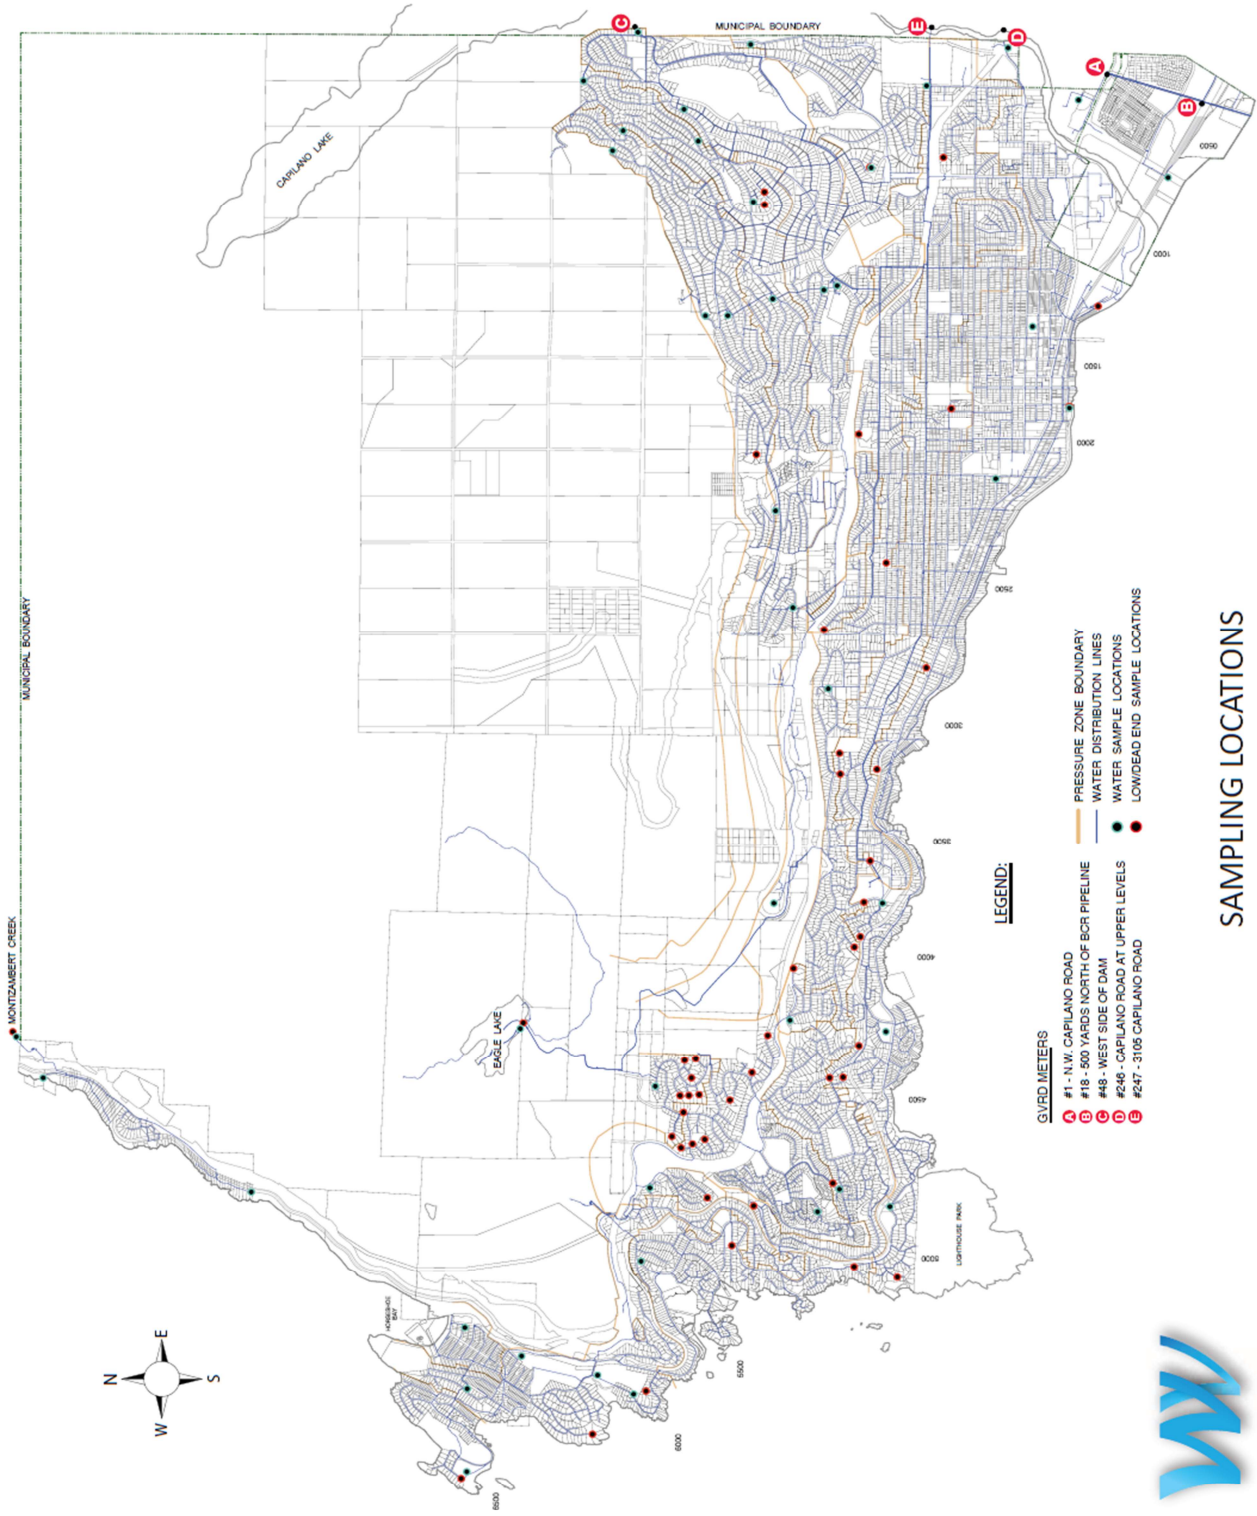 MUNICIPAL BOUNDARY
MUNICIPAL BOUNDARY
MONTIZAMBERT CREEK
CAPILANO LAKE
EAGLE LAKE
HORSESHOE
BAY
LIGHTHOUSE PARK
A
B
C
D
E
0500
1000
1500
2000
2500
3000
3500
4000
4500
5000
5500
6000
6500
N
E
S
W
LEGEND:
GVRD METERS
A #1 - N.W. CAPILANO ROAD
B #18 - 500 YARDS NORTH OF BCR PIPELINE
C #48 - WEST SIDE OF DAM
D #246 - CAPILANO ROAD AT UPPER LEVELS
E #247 - 3105 CAPILANO ROAD
PRESSURE ZONE BOUNDARY
WATER DISTRIBUTION LINES
WATER SAMPLE LOCATIONS
LOW/DEAD END SAMPLE LOCATIONS
SAMPLING LOCATIONS